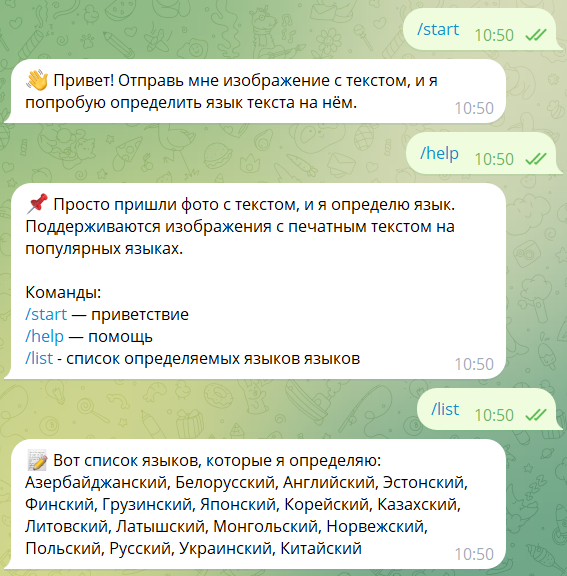 /start 10:50
👋 Привет! Отправь мне изображение с текстом, и я
попробую определить язык текста на нём.
10:50
/help 10:50
📌 Просто пришли фото с текстом, и я определю язык.
Поддерживаются изображения с печатным текстом на
популярных языках.
Команды:
/start — приветствие
/help — помощь
/list - список определяемых языков языков
10:50
/list 10:50
📝 Вот список языков, которые я определяю:
Азербайджанский, Белорусский, Английский, Эстонский,
Финский, Грузинский, Японский, Корейский, Казахский,
Литовский, Латышский, Монгольский, Норвежский,
Польский, Русский, Украинский, Китайский
10:50